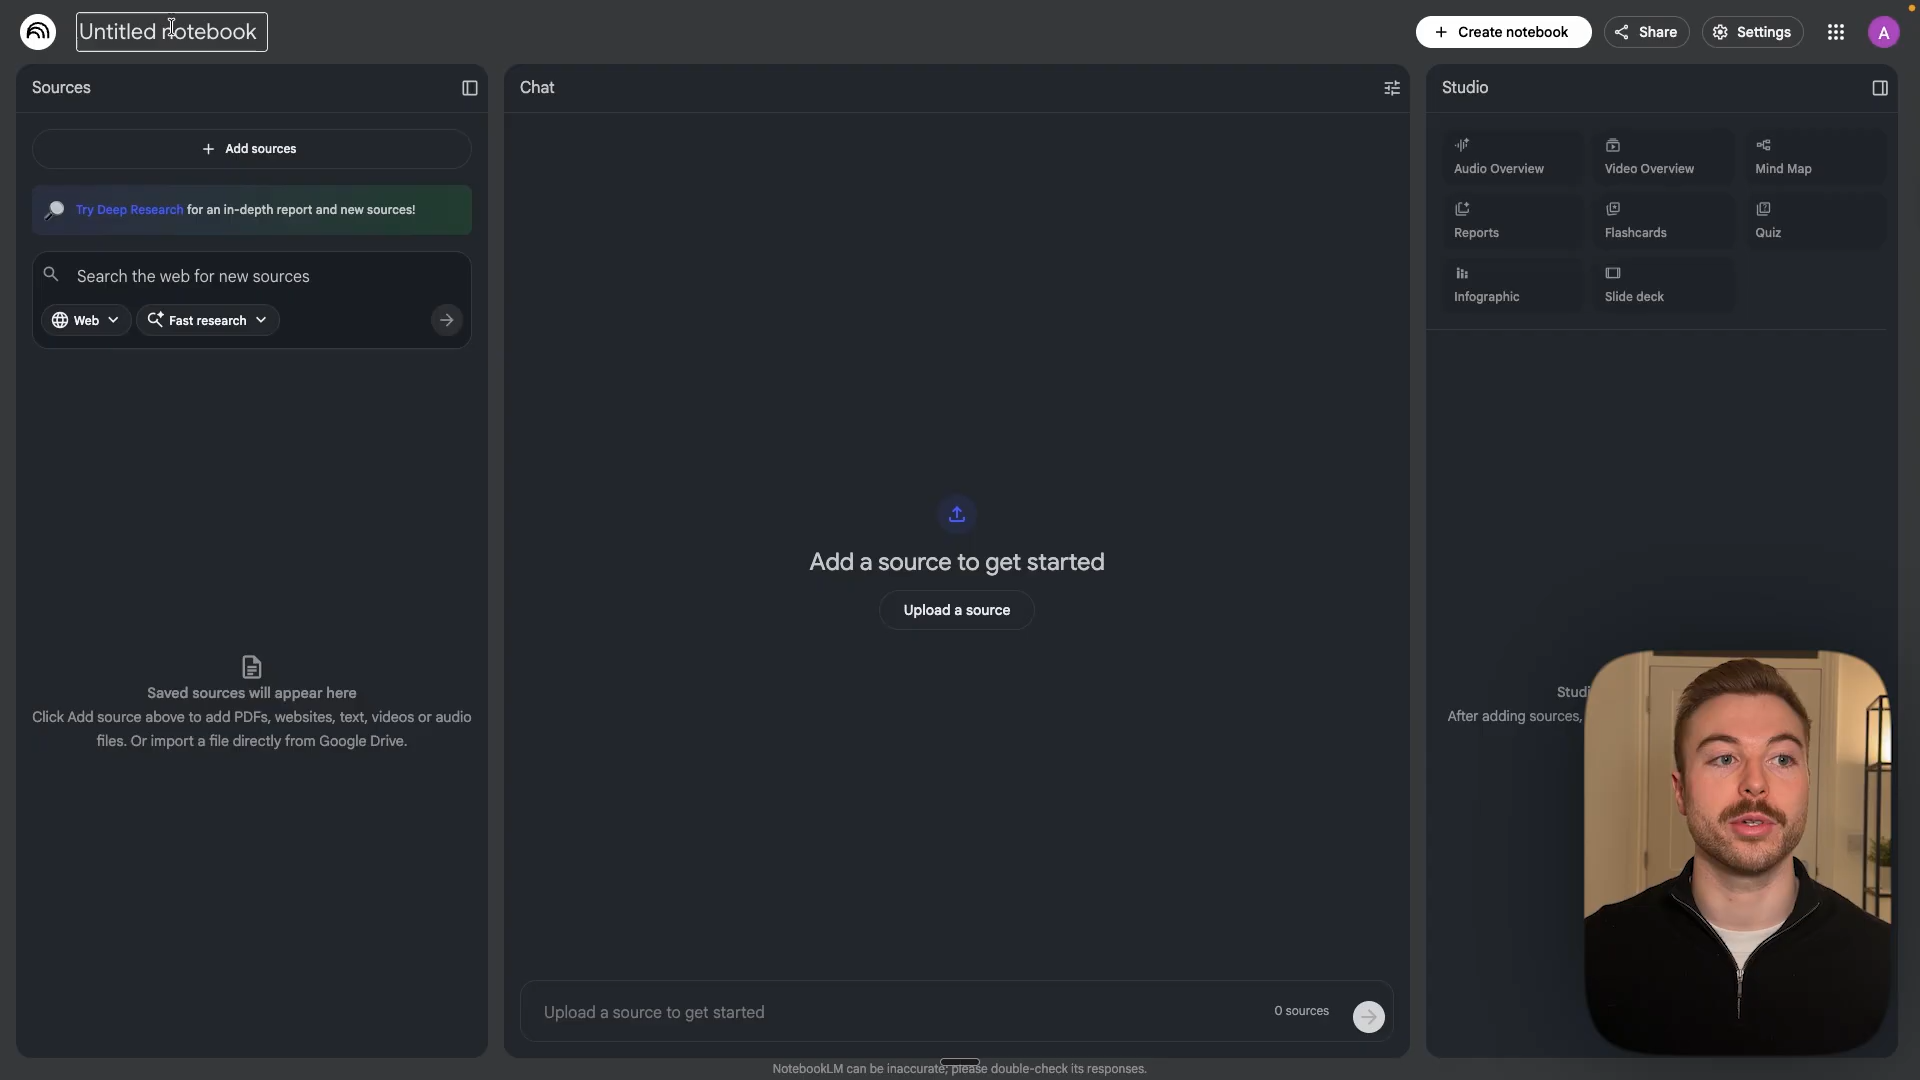 Untitled notebook
Create notebook
Share
Settings
A
Sources
Add sources
Try Deep Research for an in-depth report and new sources!
Search the web for new sources
Web
Fast research
Saved sources will appear here
Click Add source above to add PDFs, websites, text, videos or audio
files. Or import a file directly from Google Drive.
Chat
Add a source to get started
Upload a source
Upload a source to get started
0 sources
NotebookLM can be inaccurate; please double-check its responses.
Studio
Audio Overview
Video Overview
Mind Map
Reports
Flashcards
Quiz
Infographic
Slide deck
After adding sources,